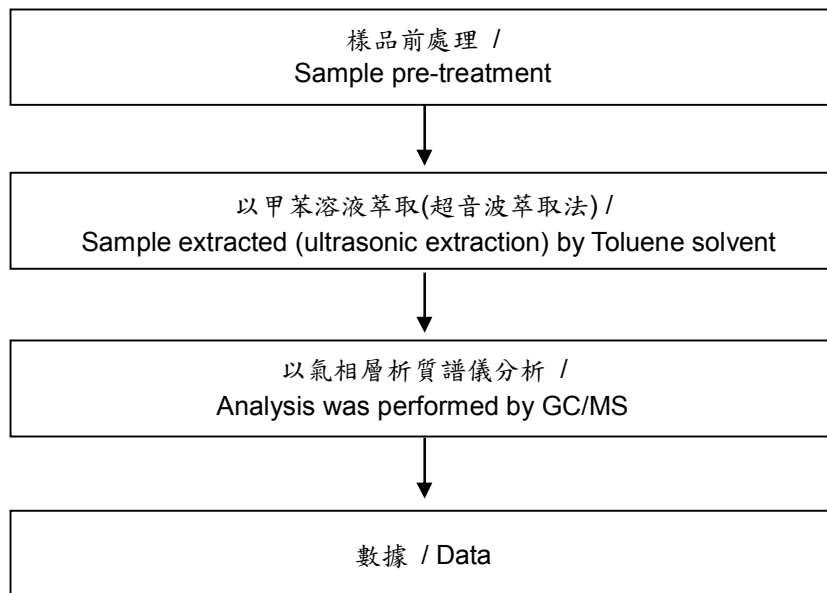 樣品前處理 /
Sample pre-treatment
以甲苯溶液萃取(超音波萃取法) /
Sample extracted (ultrasonic extraction) by Toluene solvent
以氣相層析質譜儀分析 /
Analysis was performed by GC/MS
數據 / Data